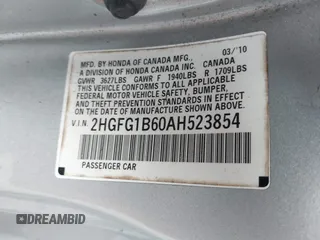 MFD. BY HONDA OF CANADA MFG., 03/10
A DIVISION OF HONDA CANADA INC. CANADA
GVWR 3627LBS GAWR F 1940LBS R 1709LBS
THIS VEHICLE CONFORMS TO ALL APPLICABLE
FEDERAL MOTOR VEHICLE SAFETY, BUMPER,
AND THEFT PREVENTION STANDARDS IN EFFECT ON
THE DATE OF MANUFACTURE SHOWN ABOVE.
V.I.N. 2HGFG1B60AH523854
PASSENGER CAR
DREAMBID